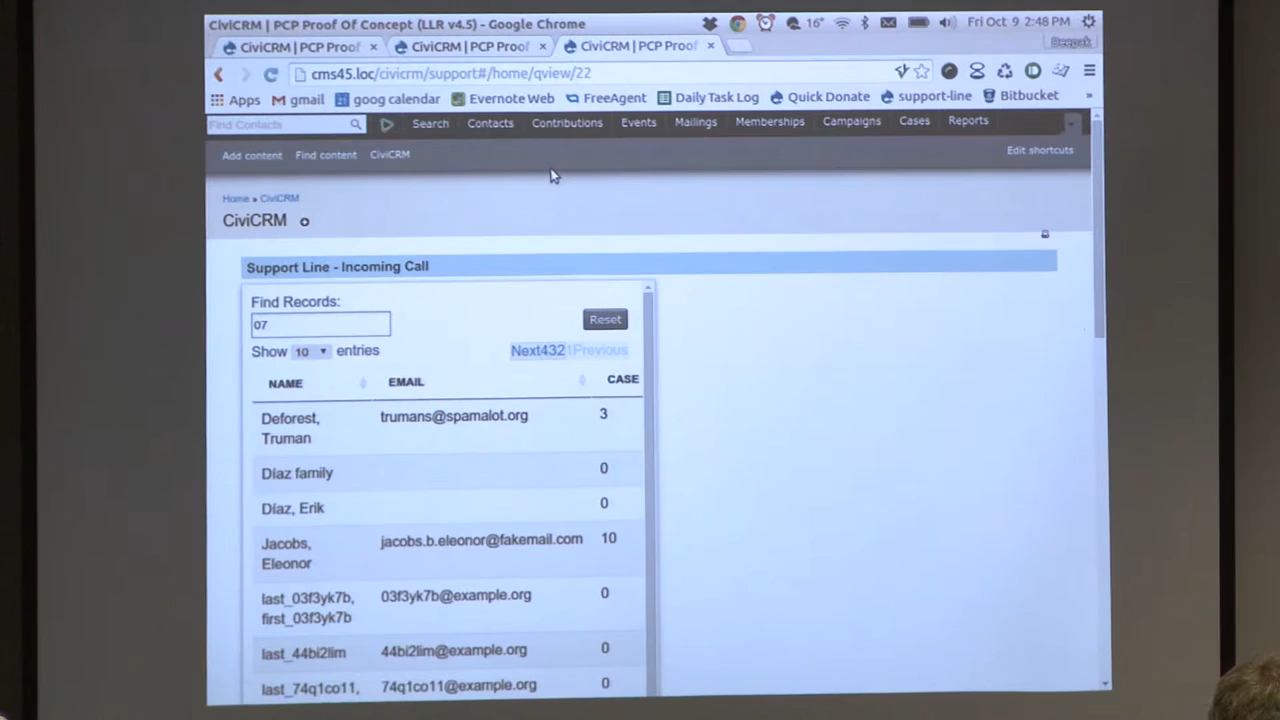 CiviCRM | PCP Proof Of Concept (LLR v4.5) - Google Chrome
16° Fri Oct 9 2:48 PM
CiviCRM | PCP Proof × CiviCRM | PCP Proof × CiviCRM | PCP Proof × Deepak
cms45.loc/civicrm/support#/home/qview/22
Apps gmail goog calendar Evernote Web FreeAgent Daily Task Log Quick Donate support-line Bitbucket »
Find Contacts Search Contacts Contributions Events Mailings Memberships Campaigns Cases Reports
Add content Find content CiviCRM Edit shortcuts
Home » CiviCRM
CiviCRM
Support Line - Incoming Call
Find Records:
07 Reset
Show 10 entries Next4321Previous
NAME EMAIL CASE
Deforest, Truman trumans@spamalot.org 3
Díaz family 0
Díaz, Erik 0
Jacobs, Eleonor jacobs.b.eleonor@fakemail.com 10
last_03f3yk7b, first_03f3yk7b 03f3yk7b@example.org 0
last_44bi2lim 44bi2lim@example.org 0
last_74q1co11, 74q1co11@example.org 0